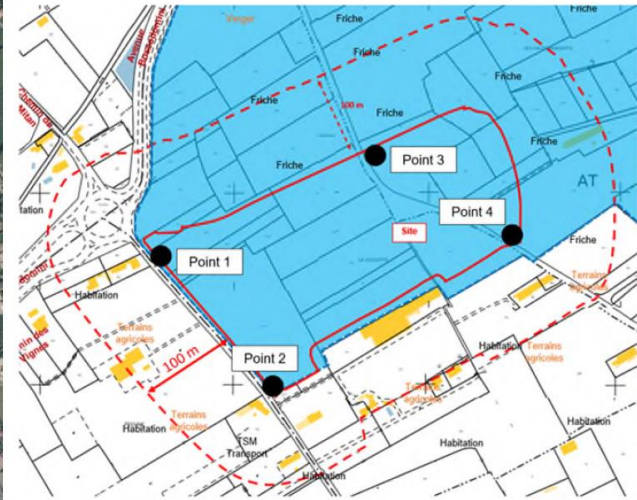 Verger
Friche
Friche
Friche
Friche
Friche
100 m
Friche
Point 3
Friche
Friche
AT
Point 4
Site
Friche
Point 1
Habitation
Terrains
agricoles
Terrains
agricoles
100 m
Point 2
Habitation
Terrains
agricoles
Terrains
agricoles
Terrains
agricoles
Habitation
TSM
Transport
Habitation
Habitation
Habitation